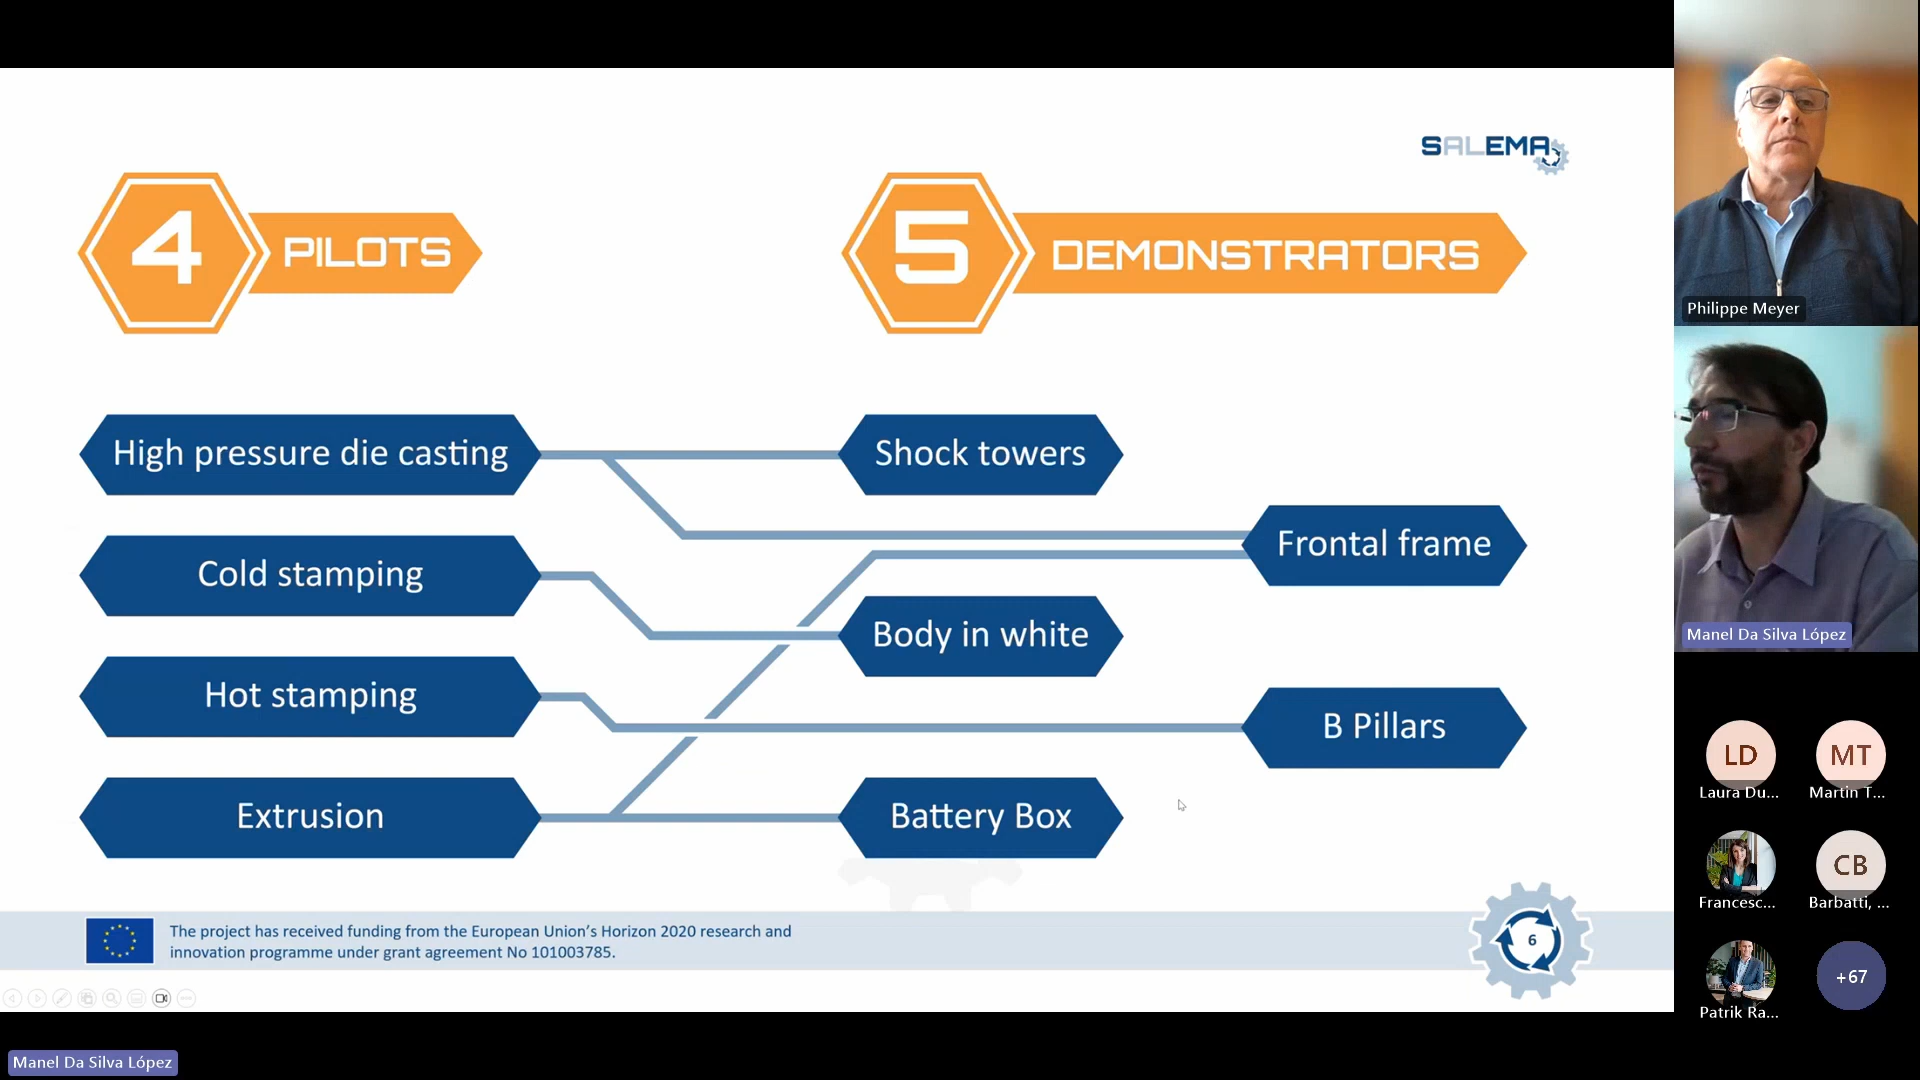 SALEMA
4 PILOTS
5 DEMONSTRATORS
High pressure die casting
Shock towers
Frontal frame
Cold stamping
Body in white
Hot stamping
B Pillars
Extrusion
Battery Box
The project has received funding from the European Union's Horizon 2020 research and
innovation programme under grant agreement No 101003785.
6
Philippe Meyer
Manel Da Silva López
LD
Laura Du...
MT
Martin T...
Francesc...
CB
Barbatti, ...
Patrik Ra...
+67
Manel Da Silva López